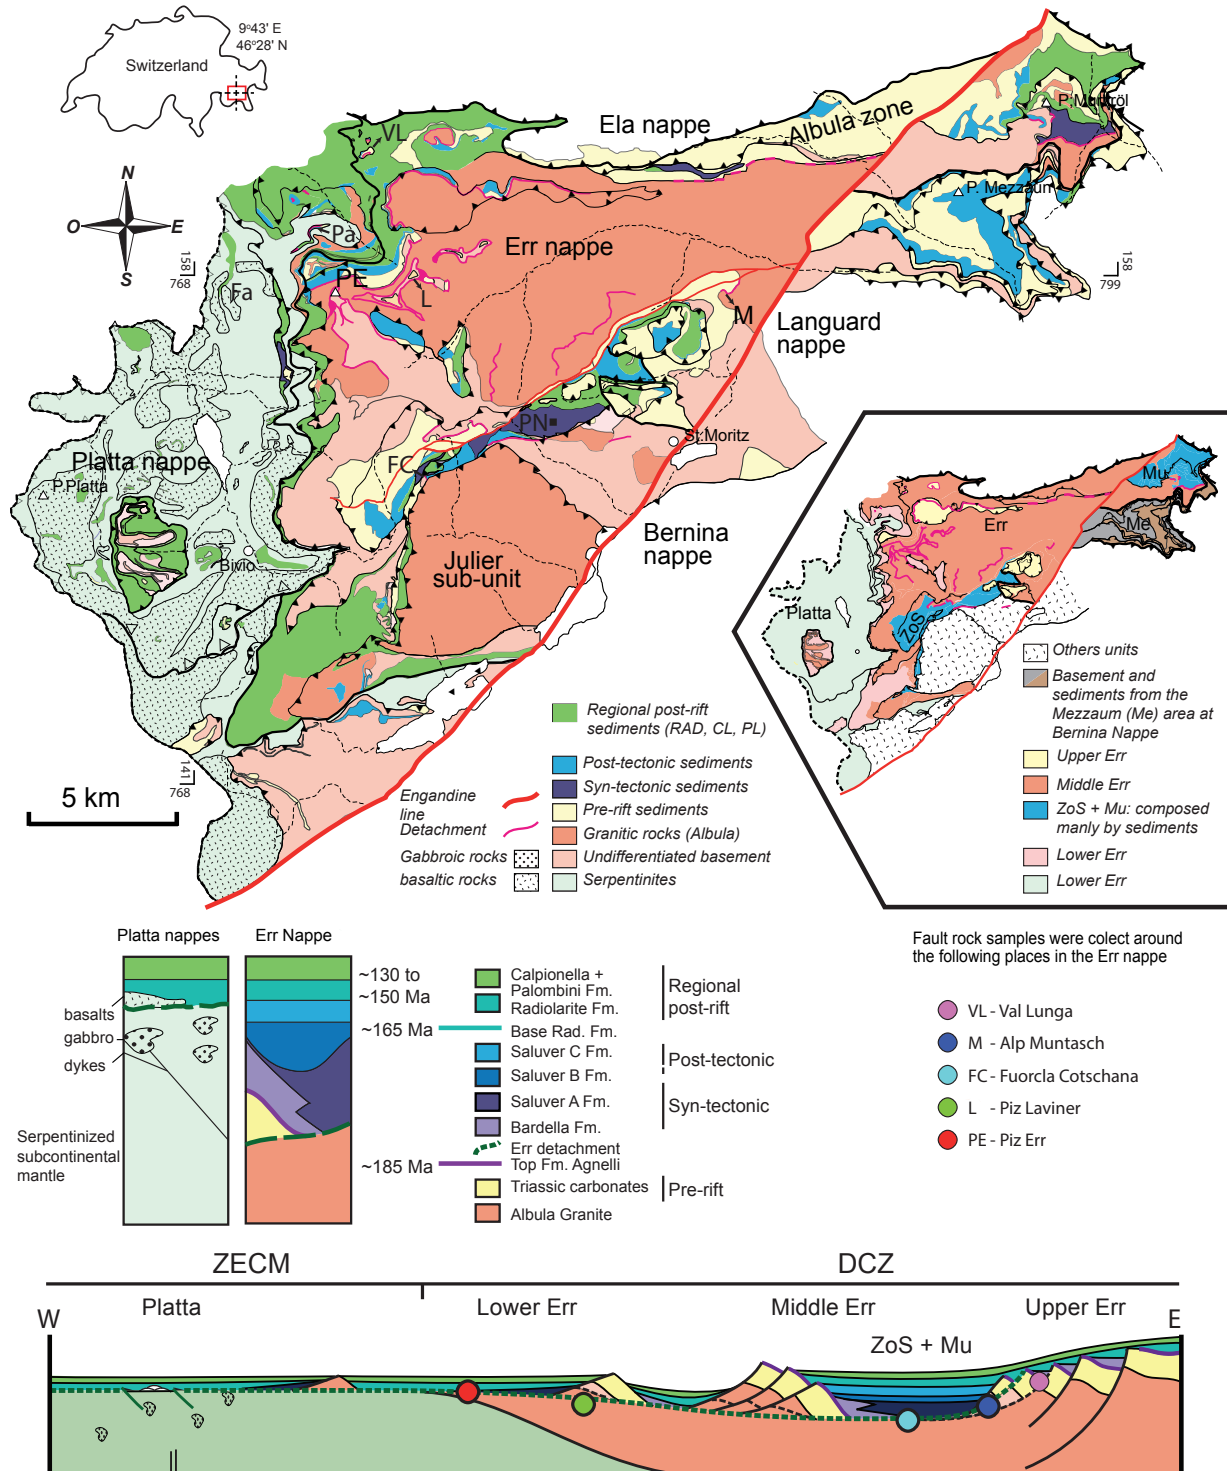 9º43' E
46°28' N
Switzerland
N
O
E
S
VL
Ela nappe
Albula zone
P. Murtiröl
P. Mezzaun
Pa
Err nappe
PE
158
768
Fa
L
M
Languard
nappe
158
799
PN
St. Moritz
FC
Platta nappe
P.Platta
Bernina
nappe
Julier
sub-unit
Bivio
141
768
5 km
Regional post-rift
sediments (RAD, CL, PL)
Post-tectonic sediments
Syn-tectonic sediments
Pre-rift sediments
Granitic rocks (Albula)
Undifferentiated basement
Serpentinites
Engandine
line
Detachment
Gabbroic rocks
basaltic rocks
Mu
Err
Me
Platta
ZoS
Others units
Basement and
sediments from the
Mezzaum (Me) area at
Bernina Nappe
Upper Err
Middle Err
ZoS + Mu: composed
manly by sediments
Lower Err
Lower Err
Platta nappes
Err Nappe
basalts
gabbro
dykes
Serpentinized
subcontinental
mantle
~130 to
~150 Ma
~165 Ma
~185 Ma
Calpionella +
Palombini Fm.
Radiolarite Fm.
Base Rad. Fm.
Saluver C Fm.
Saluver B Fm.
Saluver A Fm.
Bardella Fm.
Err detachment
Top Fm. Agnelli
Triassic carbonates
Albula Granite
Regional
post-rift
Post-tectonic
Syn-tectonic
Pre-rift
Fault rock samples were colect around
the following places in the Err nappe
VL - Val Lunga
M - Alp Muntasch
FC - Fuorcla Cotschana
L - Piz Laviner
PE - Piz Err
ZECM
DCZ
Platta
Lower Err
Middle Err
Upper Err
W
E
ZoS + Mu